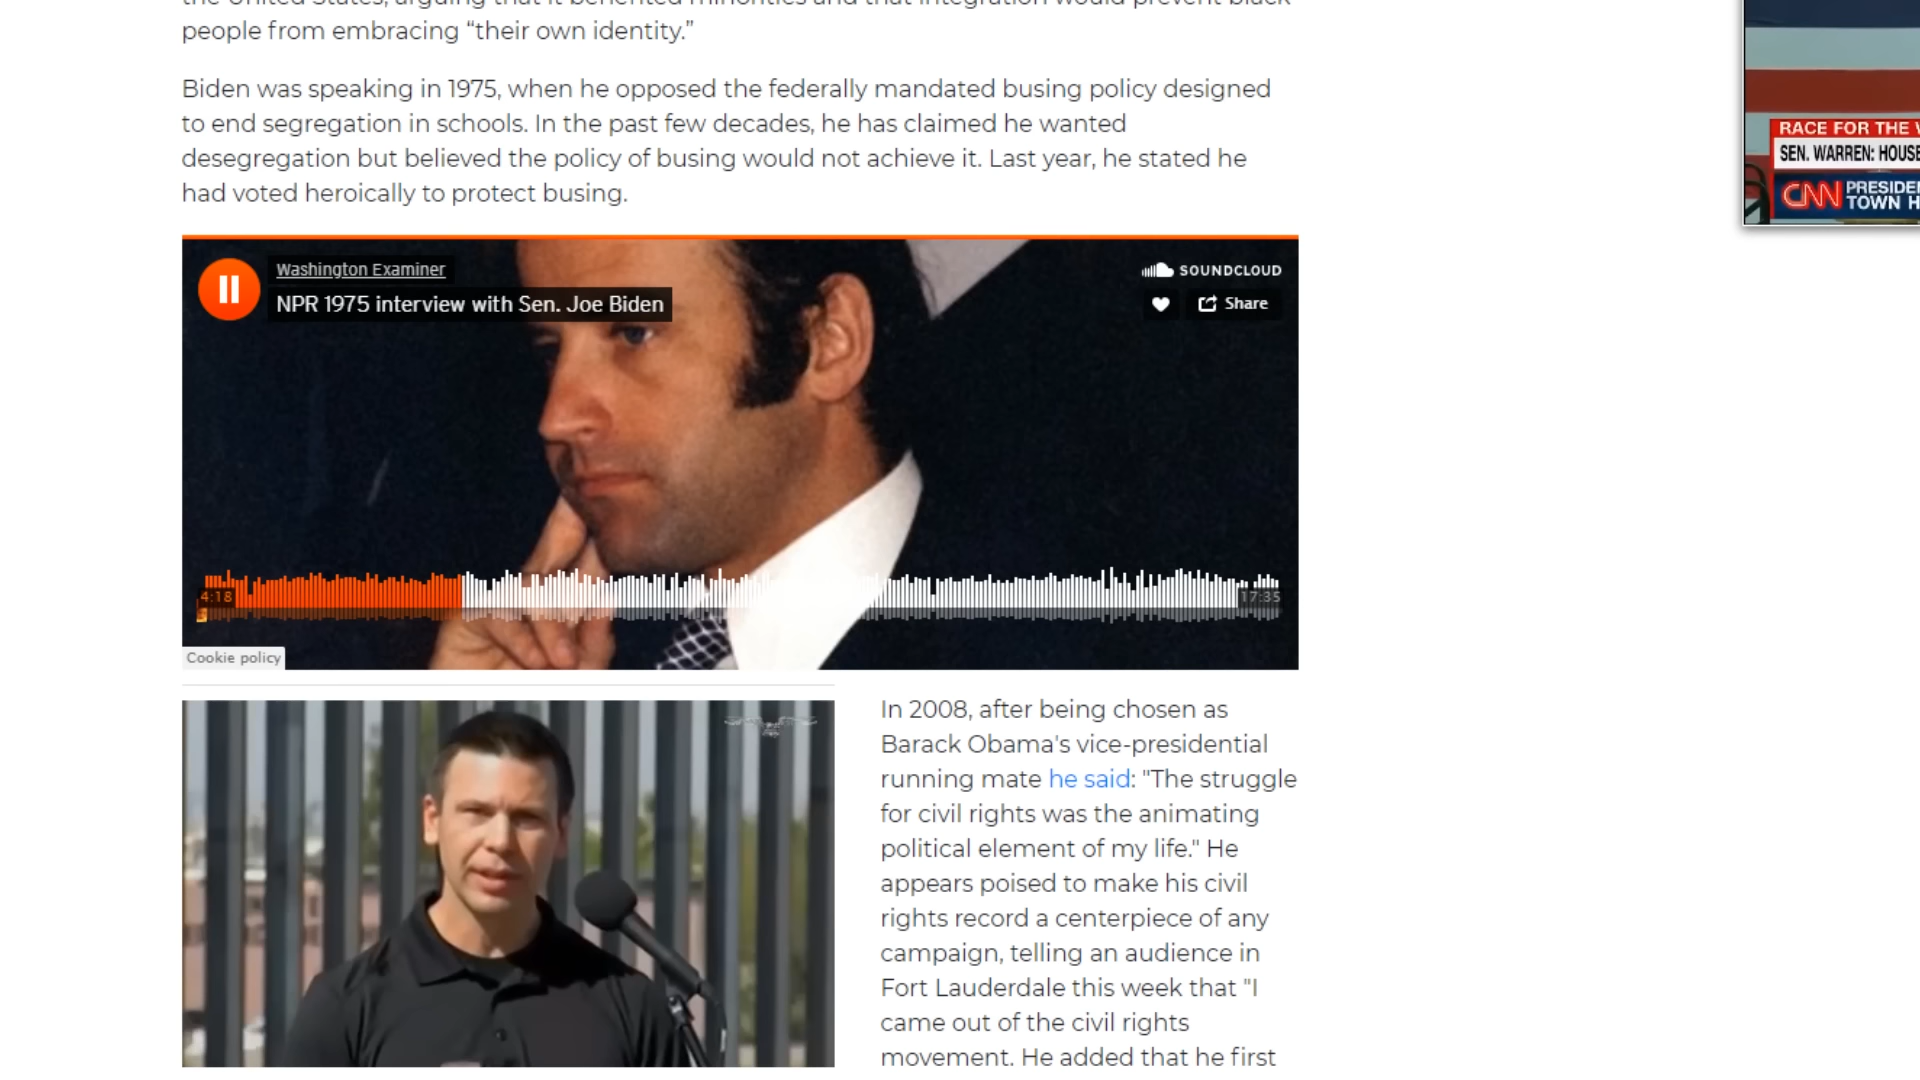 the United States, arguing that it benefited minorities and that integration would prevent black
people from embracing “their own identity.”
Biden was speaking in 1975, when he opposed the federally mandated busing policy designed
to end segregation in schools. In the past few decades, he has claimed he wanted
desegregation but believed the policy of busing would not achieve it. Last year, he stated he
had voted heroically to protect busing.
Washington Examiner
NPR 1975 interview with Sen. Joe Biden
SOUNDCLOUD
Share
4:18
17:35
Cookie policy
In 2008, after being chosen as
Barack Obama's vice-presidential
running mate he said: "The struggle
for civil rights was the animating
political element of my life." He
appears poised to make his civil
rights record a centerpiece of any
campaign, telling an audience in
Fort Lauderdale this week that "I
came out of the civil rights
movement. He added that he first
RACE FOR THE
SEN. WARREN: HOUSE
CNN
PRESIDE
TOWN H